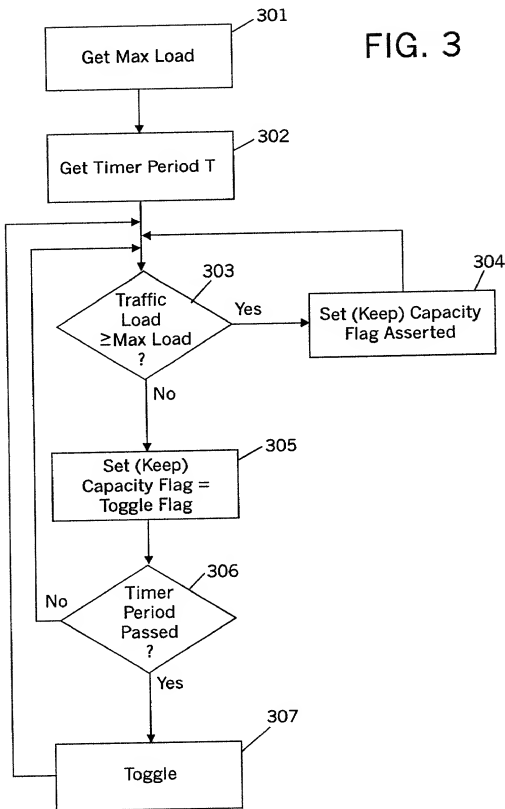 301
FIG. 3
Get Max Load
302
Get Timer Period T
303
304
Traffic
Load
≥Max Load
?
Yes
Set (Keep) Capacity
Flag Asserted
No
305
Set (Keep)
Capacity Flag =
Toggle Flag
306
No
Timer
Period
Passed
?
Yes
307
Toggle